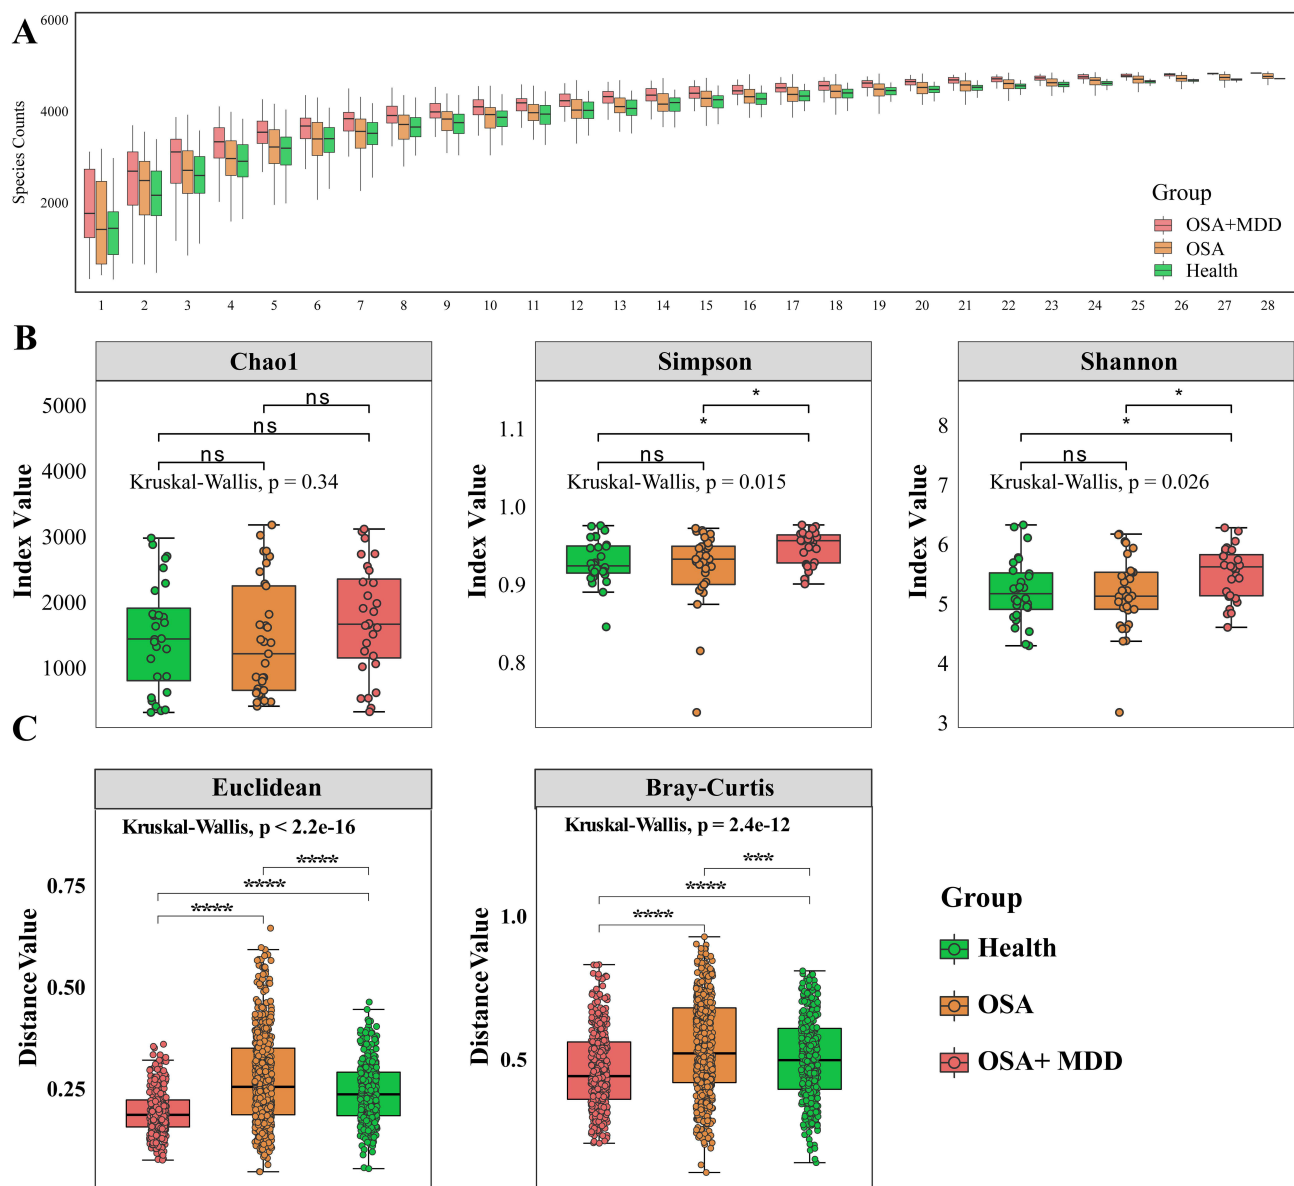 A
6000
4000
2000
Species Counts
Group
OSA+MDD
OSA
Health
1 2 3 4 5 6 7 8 9 10 11 12 13 14 15 16 17 18 19 20 21 22 23 24 25 26 27 28
B
Chao1
5000
4000
3000
2000
1000
Index Value
ns
ns
ns
Kruskal-Wallis, p = 0.34
Simpson
1.1
1.0
0.9
0.8
Index Value
*
*
ns
Kruskal-Wallis, p = 0.015
Shannon
8
7
6
5
4
3
Index Value
*
*
ns
Kruskal-Wallis, p = 0.026
C
Euclidean
Kruskal-Wallis, p < 2.2e-16
0.75
0.50
0.25
Distance Value
****
****
****
Bray-Curtis
Kruskal-Wallis, p = 2.4e-12
1.0
0.5
Distance Value
***
****
****
Group
Health
OSA
OSA+ MDD